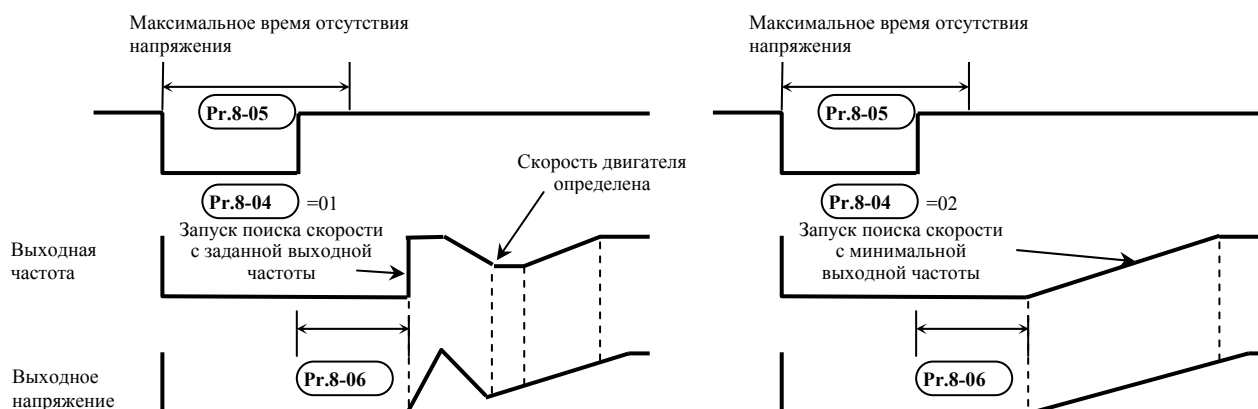 Максимальное время отсутствия
напряжения
Pr.8-05
Pr.8-04 =01
Запуск поиска скорости
с заданной выходной
частоты
Скорость двигателя
определена
Выходная
частота
Pr.8-06
Выходное
напряжение
Максимальное время отсутствия
напряжения
Pr.8-05
Pr.8-04 =02
Запуск поиска скорости
с минимальной
выходной частоты
Pr.8-06